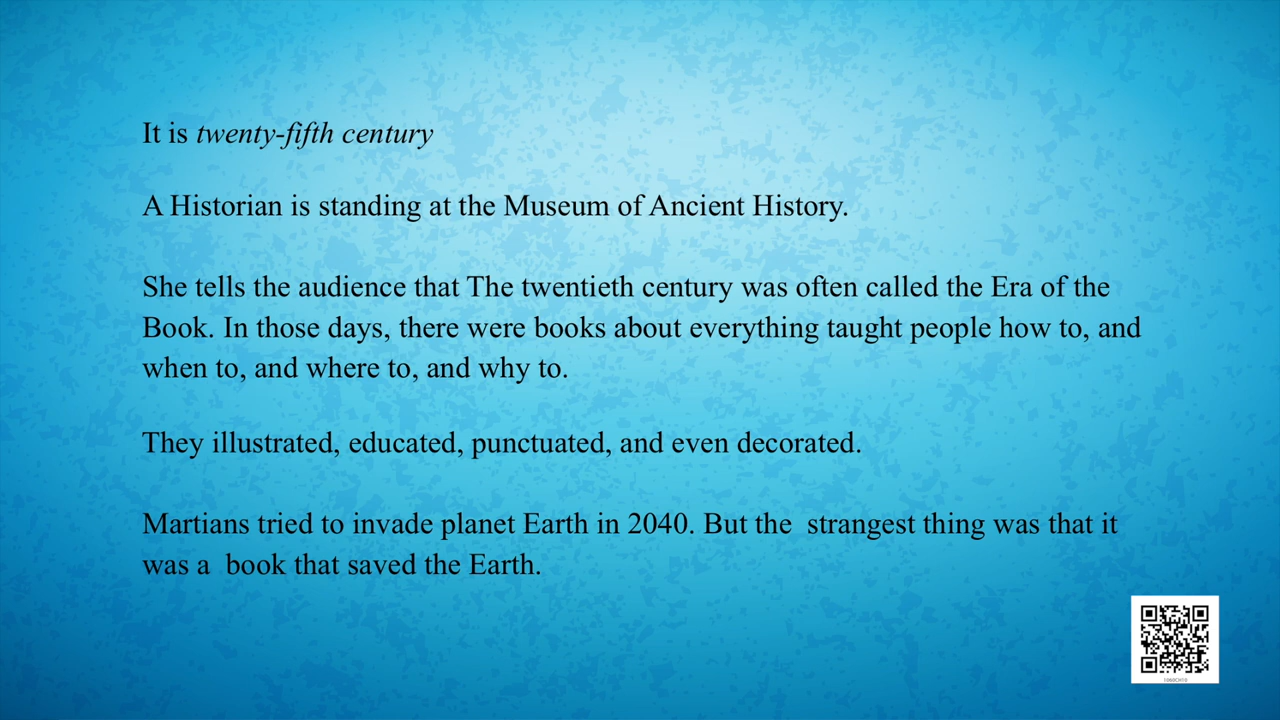 It is twenty-fifth century
A Historian is standing at the Museum of Ancient History.
She tells the audience that The twentieth century was often called the Era of the
Book. In those days, there were books about everything taught people how to, and
when to, and where to, and why to.
They illustrated, educated, punctuated, and even decorated.
Martians tried to invade planet Earth in 2040. But the  strangest thing was that it
was a  book that saved the Earth.